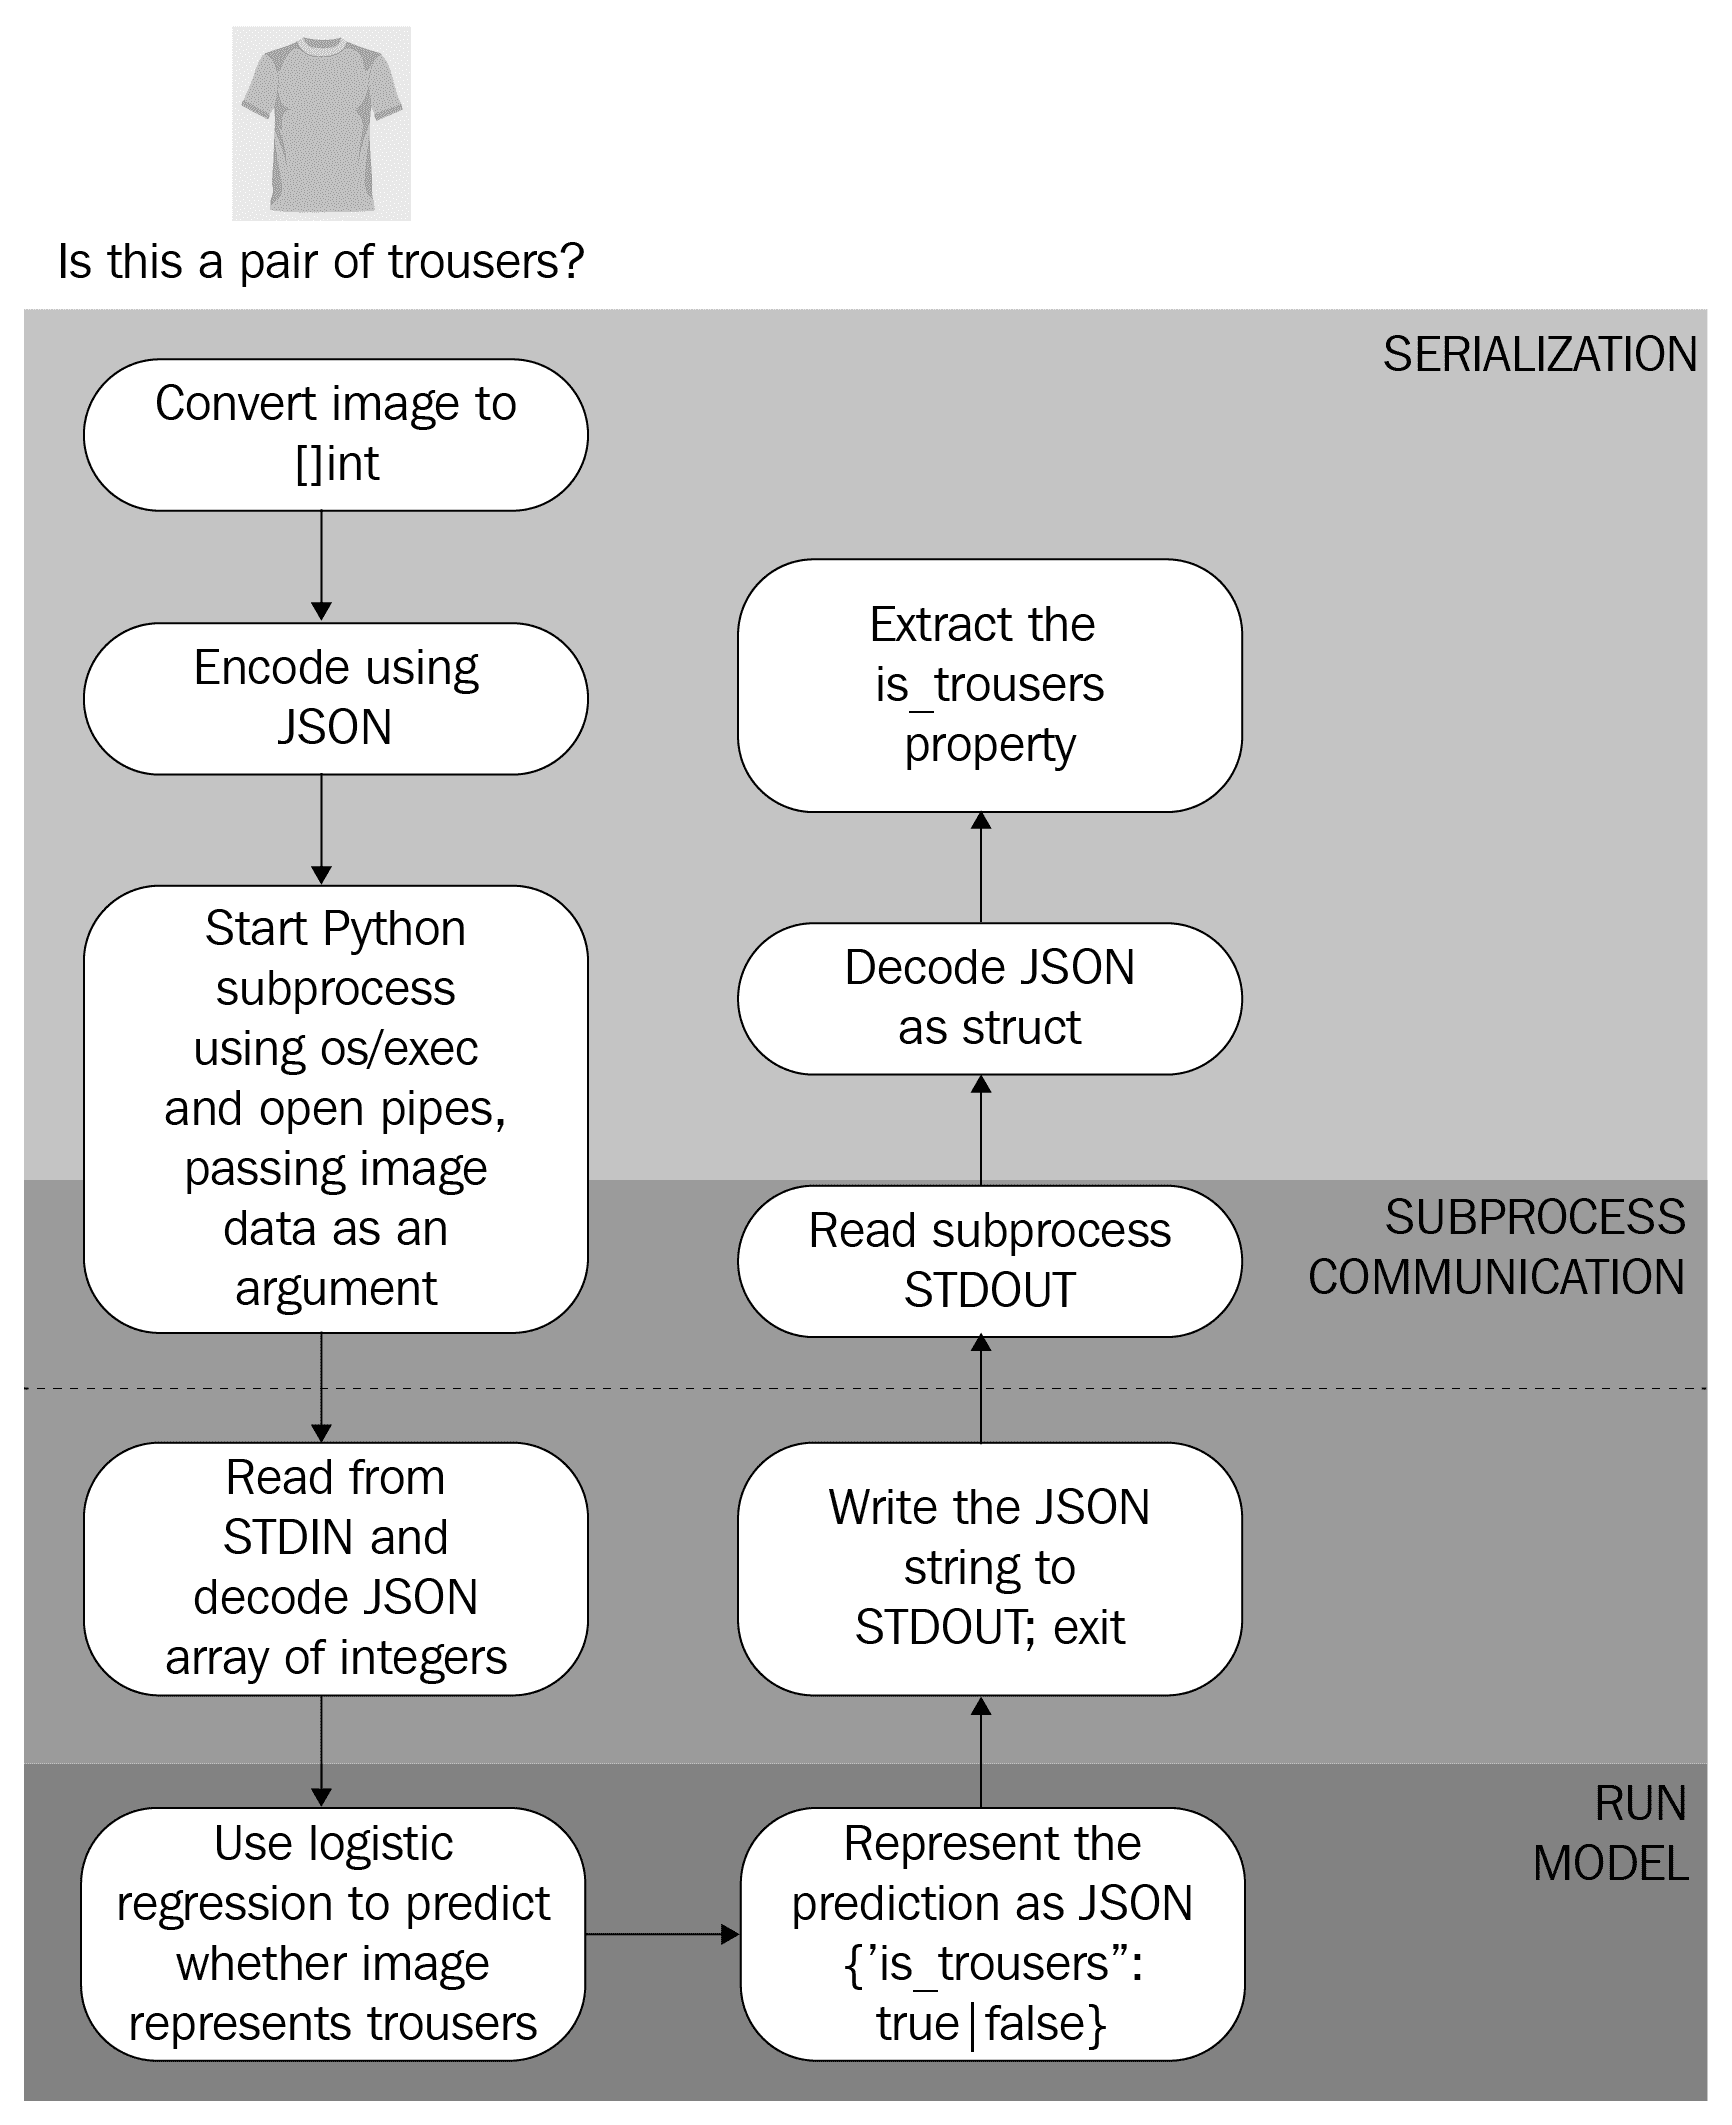 Is this a pair of trousers?
SERIALIZATION
Convert image to
[]int
Encode using
JSON
Start Python
subprocess
using os/exec
and open pipes,
passing image
data as an
argument
Read from
STDIN and
decode JSON
array of integers
Use logistic
regression to predict
whether image
represents trousers
Represent the
prediction as JSON
{’is_trousers”:
true|false}
Write the JSON
string to
STDOUT; exit
Read subprocess
STDOUT
Decode JSON
as struct
Extract the
is_trousers
property
SUBPROCESS
COMMUNICATION
RUN
MODEL